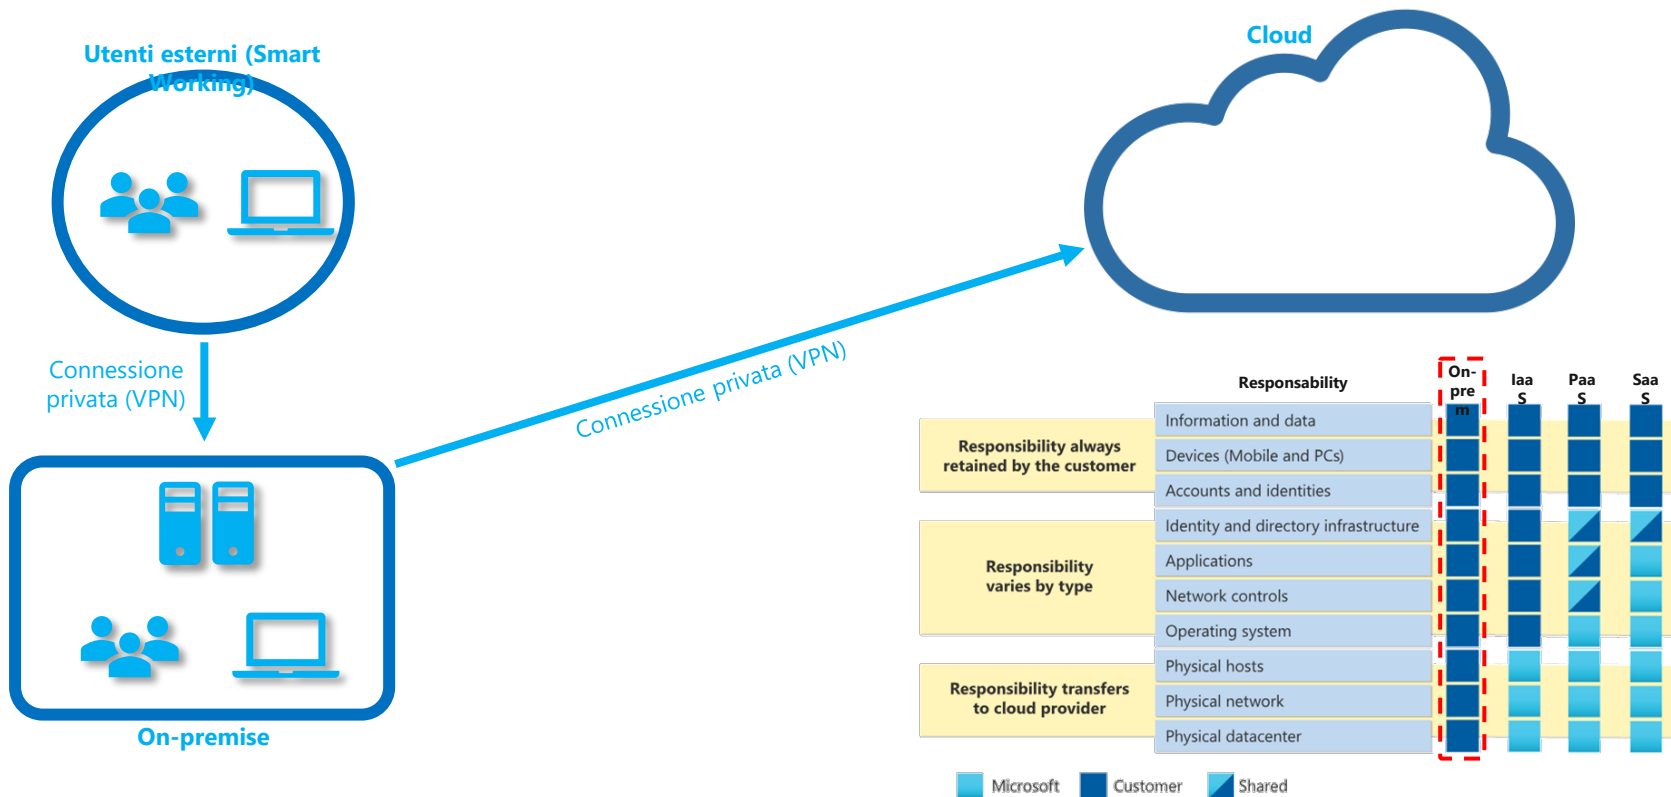 Utenti esterni (Smart
Working)
Cloud
Connessione
privata (VPN)
Connessione privata (VPN)
On-premise
Responsability
On-
pre
m
Iaa
S
Paa
S
Saa
S
Responsibility always
retained by the customer
Information and data
Devices (Mobile and PCs)
Accounts and identities
Responsibility
varies by type
Identity and directory infrastructure
Applications
Network controls
Operating system
Responsibility transfers
to cloud provider
Physical hosts
Physical network
Physical datacenter
Microsoft
Customer
Shared